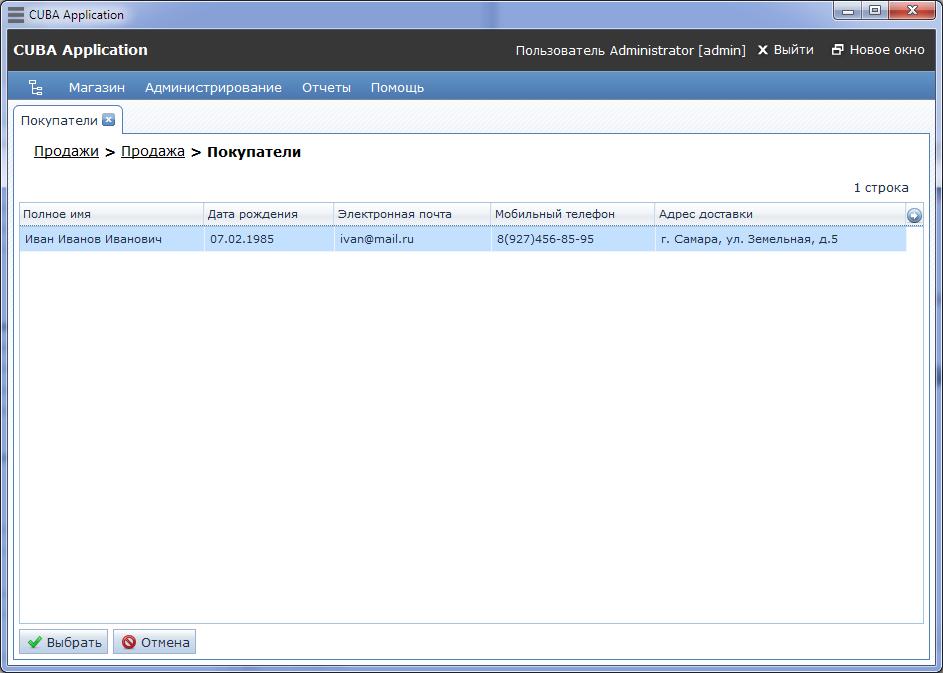 CUBA Application
CUBA Application Пользователь Administrator [admin] Выйти Новое окно
Магазин Администрирование Отчеты Помощь
Покупатели
Продажи > Продажа > Покупатели
1 строка
Полное имя Дата рождения Электронная почта Мобильный телефон Адрес доставки
Иван Иванов Иванович 07.02.1985 ivan@mail.ru 8(927)456-85-95 г. Самара, ул. Земельная, д.5
Выбрать Отмена